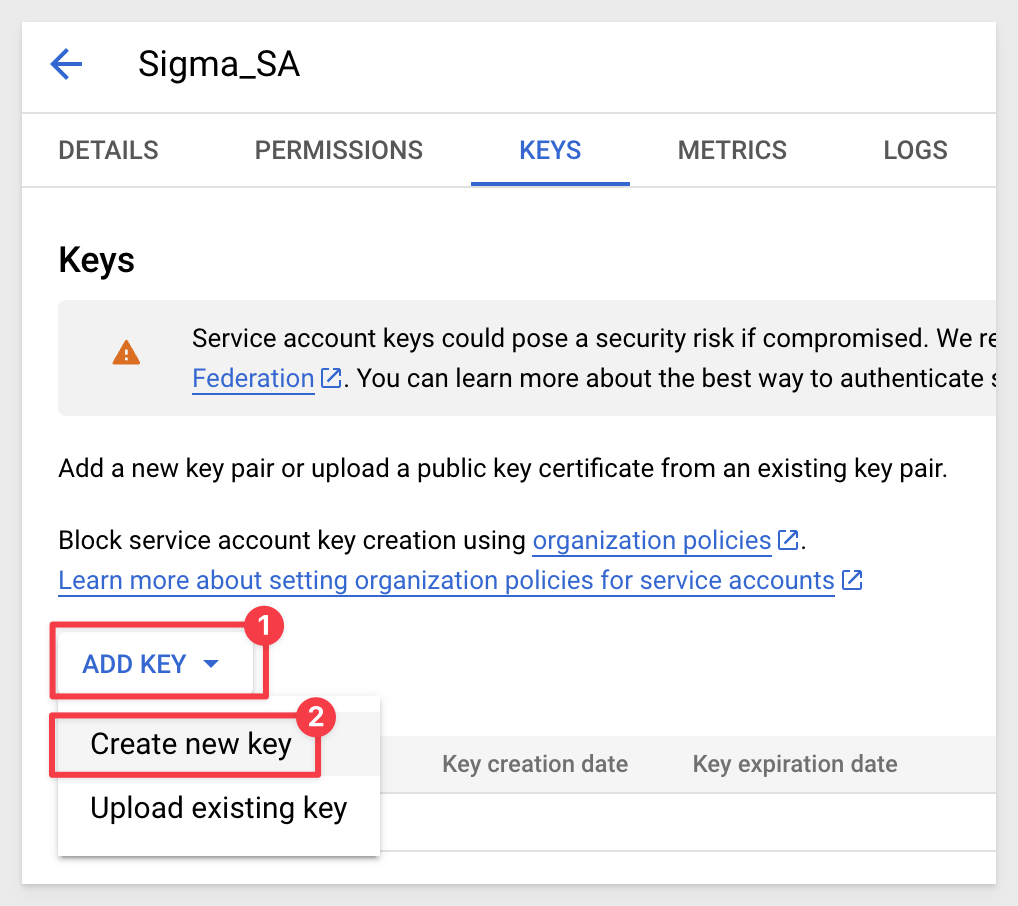 Sigma_SA
DETAILS PERMISSIONS KEYS METRICS LOGS
Keys
Service account keys could pose a security risk if compromised. We re
Federation. You can learn more about the best way to authenticate s
Add a new key pair or upload a public key certificate from an existing key pair.
Block service account key creation using organization policies.
Learn more about setting organization policies for service accounts
1
ADD KEY
2
Create new key
Key creation date Key expiration date
Upload existing key